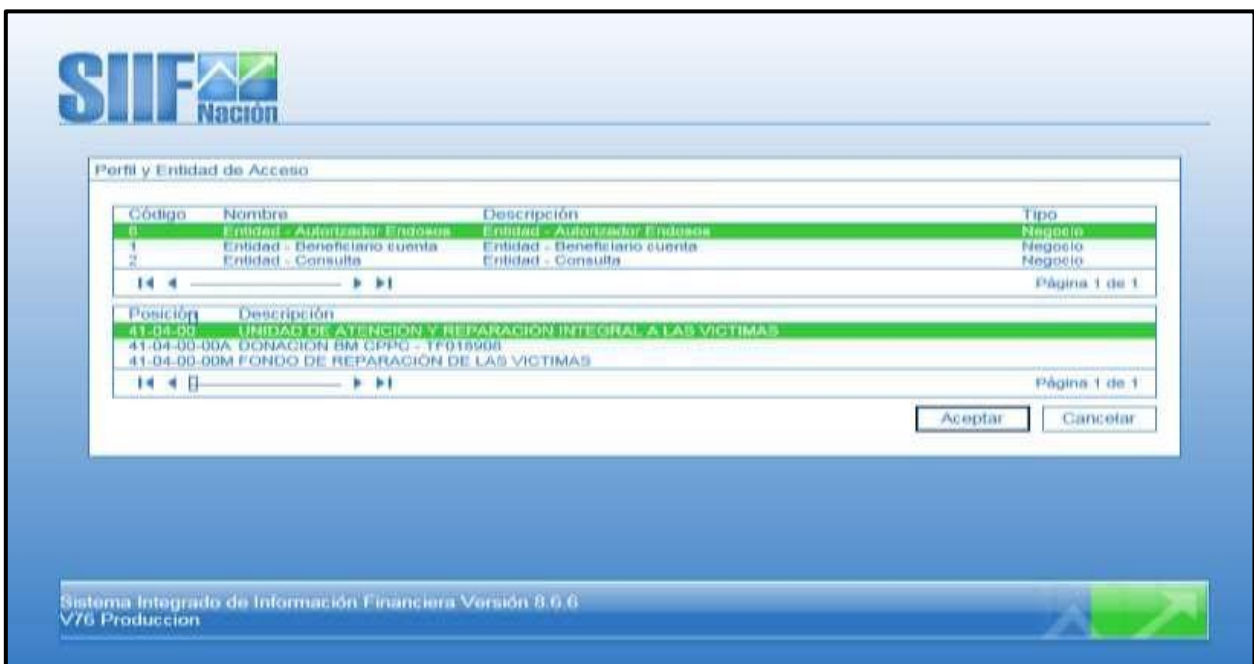 SIIF
Nación
Perfil y Entidad de Acceso
Código Nombre Descripción Tipo
6 Entidad - Autorizador Endosos Entidad - Autorizador Endosos Negocio
1 Entidad - Beneficiario cuenta Entidad - Beneficiario cuenta Negocio
2 Entidad - Consulta Entidad - Consulta Negocio
Página 1 de 1
Posición Descripción
41-04-00 UNIDAD DE ATENCIÓN Y REPARACIÓN INTEGRAL A LAS VICTIMAS
41-04-00-00A DONACION BM CPPC - TF018908
41-04-00-00M FONDO DE REPARACIÓN DE LAS VICTIMAS
Página 1 de 1
Aceptar Cancelar
Sistema Integrado de Información Financiera Versión 8.6.6
V76 Produccion